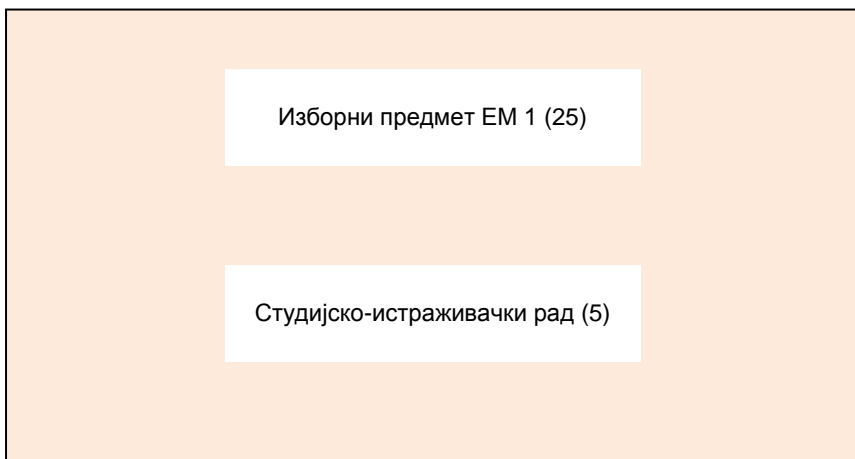 Изборни предмет ЕМ 1 (25)
Студијско-истраживачки рад (5)